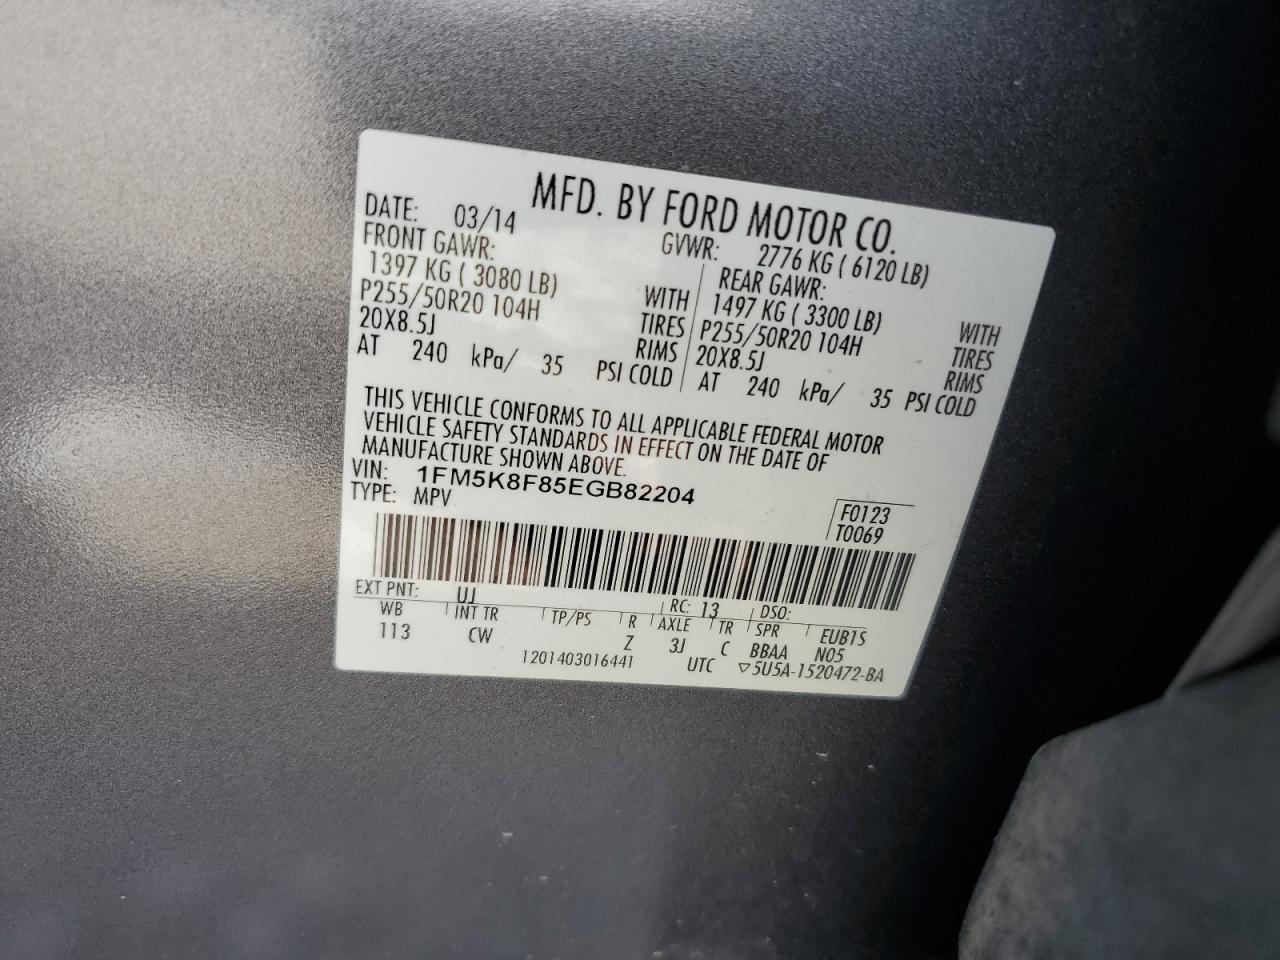 MFD. BY FORD MOTOR CO.
DATE: 03/14 GVWR: 2776 KG ( 6120 LB)
FRONT GAWR: REAR GAWR:
1397 KG ( 3080 LB) WITH 1497 KG ( 3300 LB) WITH
P255/50R20 104H TIRES P255/50R20 104H TIRES
20X8.5J RIMS 20X8.5J RIMS
AT 240 kPa/ 35 PSI COLD AT 240 kPa/ 35 PSI COLD
THIS VEHICLE CONFORMS TO ALL APPLICABLE FEDERAL MOTOR
VEHICLE SAFETY STANDARDS IN EFFECT ON THE DATE OF
MANUFACTURE SHOWN ABOVE.
VIN: 1FM5K8F85EGB82204
TYPE: MPV
F0123
T0069
EXT PNT: UJ RC: 13 DSO:
WB INT TR TP/PS R AXLE TR SPR EUB1S
113 CW Z 3J C BBAA N05
1201403016441 UTC ▽5U5A-1520472-BA